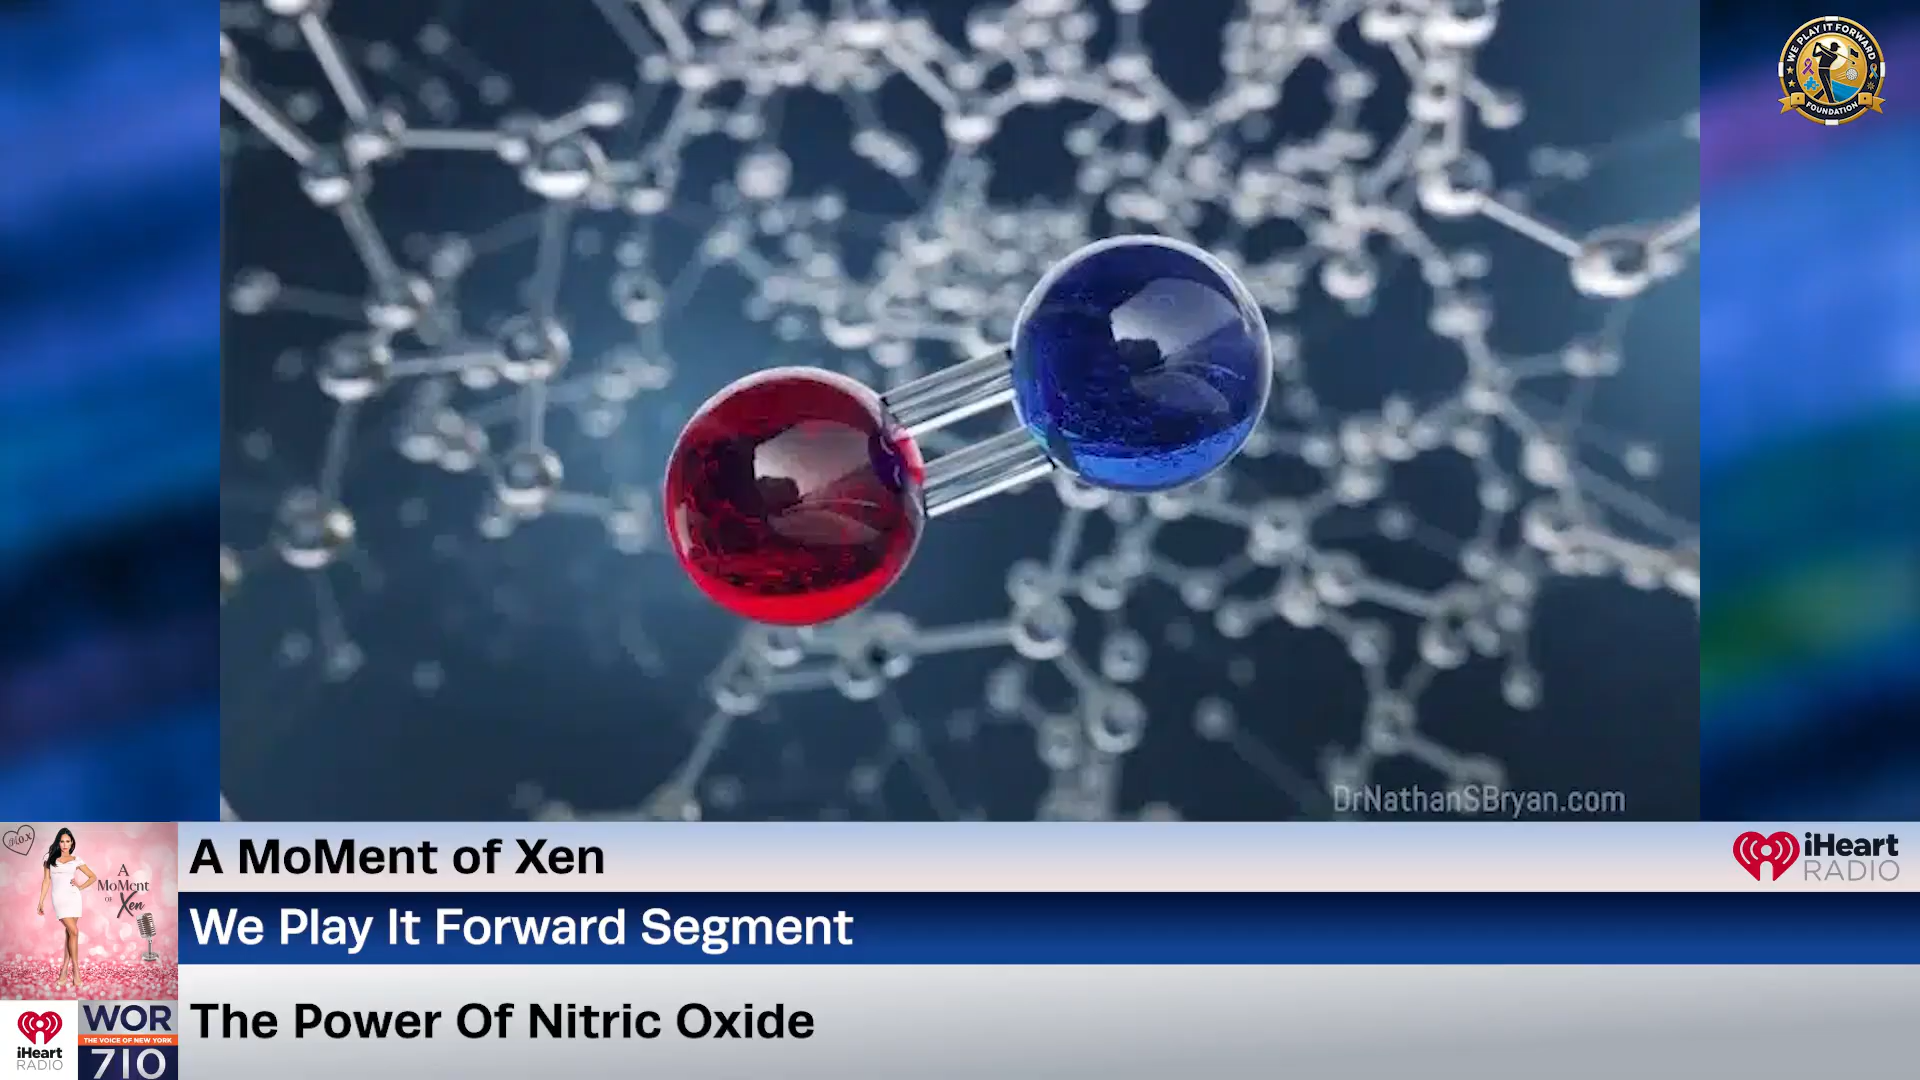 WE PLAY IT FORWARD
FOUNDATION
DrNathanSBryan.com
A MoMent of Xen
iHeart
RADIO
We Play It Forward Segment
The Power Of Nitric Oxide
M.O.X
A
MoMent
OF
Xen
iHeart
RADIO
WOR
THE VOICE OF NEW YORK
710